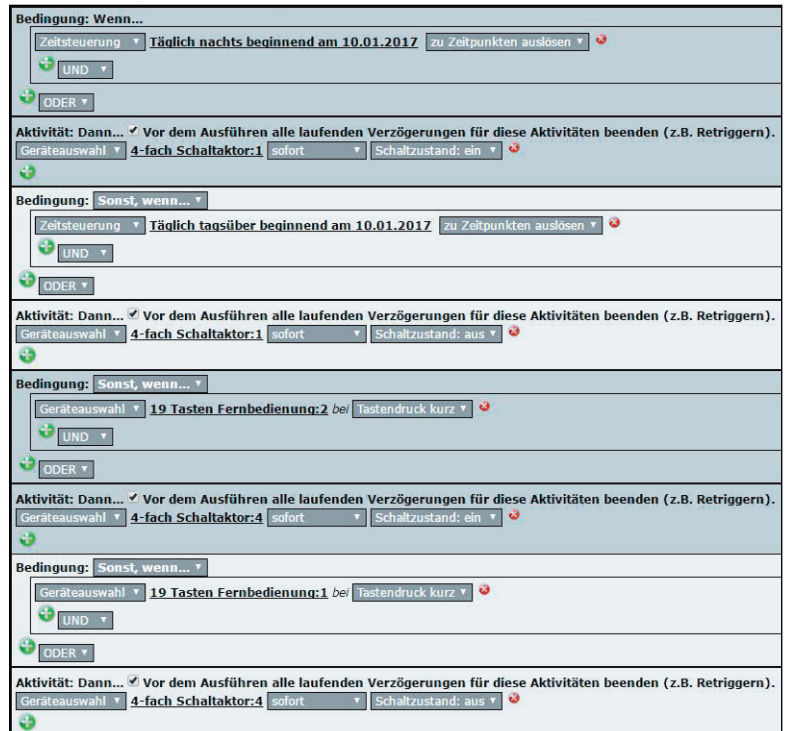 Bedingung: Wenn...
Zeitsteuerung Täglich nachts beginnend am 10.01.2017 zu Zeitpunkten auslösen
UND
ODER
Aktivität: Dann... Vor dem Ausführen alle laufenden Verzögerungen für diese Aktivitäten beenden (z.B. Retriggern).
Geräteauswahl 4-fach Schaltaktor:1 sofort Schaltzustand: ein
Bedingung: Sonst, wenn...
Zeitsteuerung Täglich tagsüber beginnend am 10.01.2017 zu Zeitpunkten auslösen
UND
ODER
Aktivität: Dann... Vor dem Ausführen alle laufenden Verzögerungen für diese Aktivitäten beenden (z.B. Retriggern).
Geräteauswahl 4-fach Schaltaktor:1 sofort Schaltzustand: aus
Bedingung: Sonst, wenn...
Geräteauswahl 19 Tasten Fernbedienung:2 bei Tastendruck kurz
UND
ODER
Aktivität: Dann... Vor dem Ausführen alle laufenden Verzögerungen für diese Aktivitäten beenden (z.B. Retriggern).
Geräteauswahl 4-fach Schaltaktor:4 sofort Schaltzustand: ein
Bedingung: Sonst, wenn...
Geräteauswahl 19 Tasten Fernbedienung:1 bei Tastendruck kurz
UND
ODER
Aktivität: Dann... Vor dem Ausführen alle laufenden Verzögerungen für diese Aktivitäten beenden (z.B. Retriggern).
Geräteauswahl 4-fach Schaltaktor:4 sofort Schaltzustand: aus